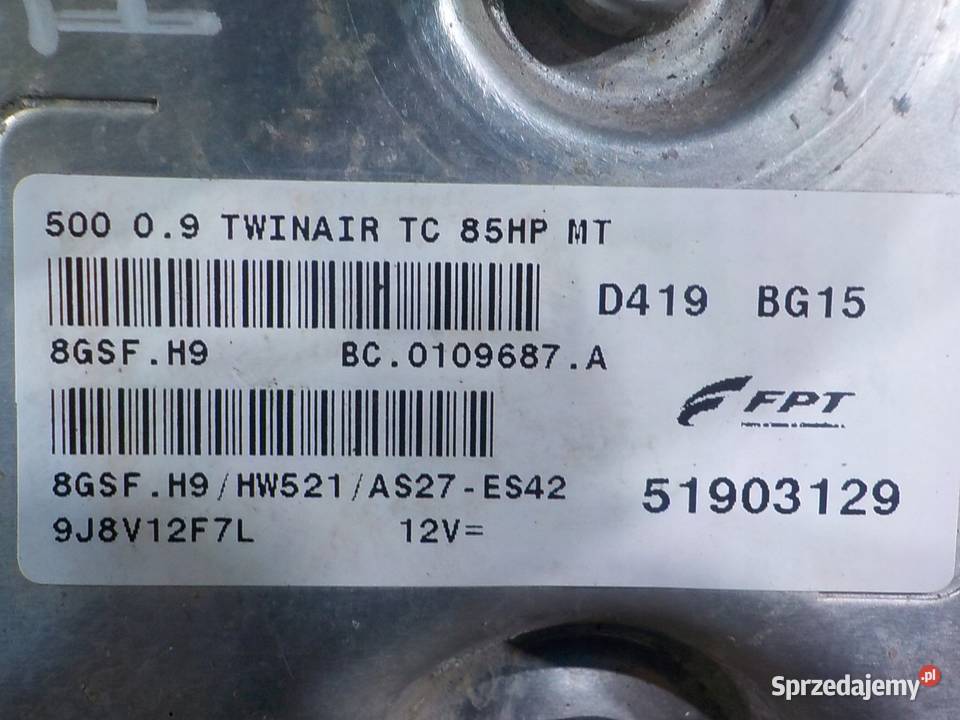 500 0.9 TWINAIR TC 85HP MT
D419 BG15
8GSF.H9 BC.0109687.A
FPT
8GSF.H9/HW521/AS27-ES42
51903129
9J8V12F7L 12V=
Sprzedajemy.pl